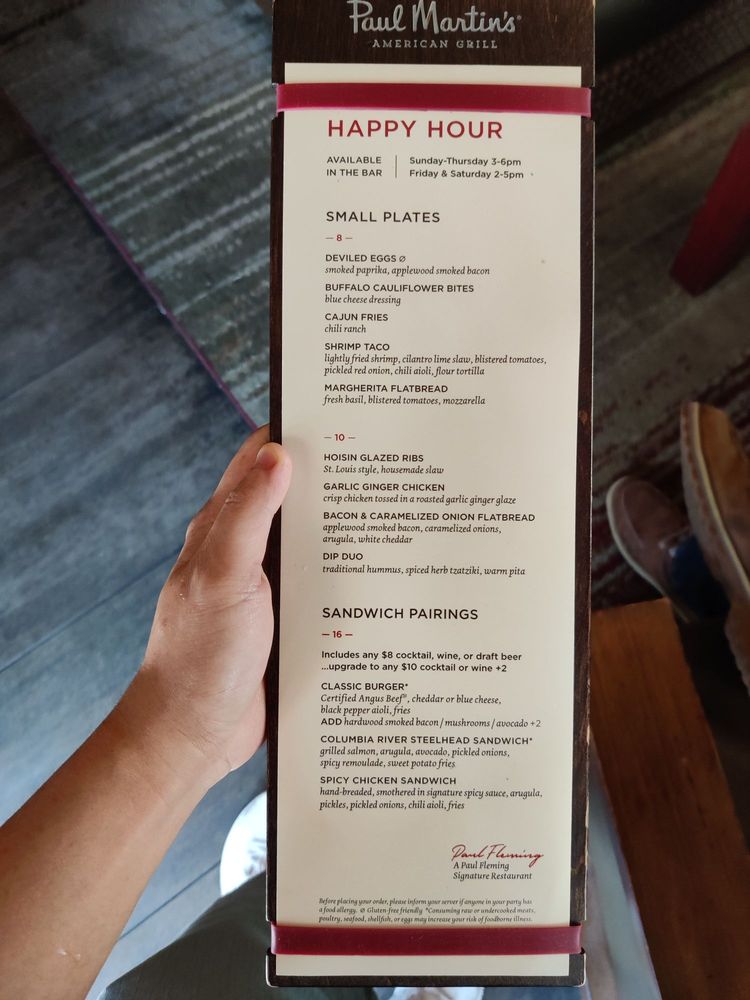 Paul Martin's®
AMERICAN GRILL
HAPPY HOUR
AVAILABLE
IN THE BAR
Sunday-Thursday 3-6pm
Friday & Saturday 2-5pm
SMALL PLATES
— 8 —
DEVILED EGGS Ø
smoked paprika, applewood smoked bacon
BUFFALO CAULIFLOWER BITES
blue cheese dressing
CAJUN FRIES
chili ranch
SHRIMP TACO
lightly fried shrimp, cilantro lime slaw, blistered tomatoes,
pickled red onion, chili aioli, flour tortilla
MARGHERITA FLATBREAD
fresh basil, blistered tomatoes, mozzarella
— 10 —
HOISIN GLAZED RIBS
St. Louis style, housemade slaw
GARLIC GINGER CHICKEN
crisp chicken tossed in a roasted garlic ginger glaze
BACON & CARAMELIZED ONION FLATBREAD
applewood smoked bacon, caramelized onions,
arugula, white cheddar
DIP DUO
traditional hummus, spiced herb tzatziki, warm pita
SANDWICH PAIRINGS
— 16 —
Includes any $8 cocktail, wine, or draft beer
...upgrade to any $10 cocktail or wine +2
CLASSIC BURGER*
Certified Angus Beef®, cheddar or blue cheese,
black pepper aioli, fries
ADD hardwood smoked bacon / mushrooms / avocado +2
COLUMBIA RIVER STEELHEAD SANDWICH*
grilled salmon, arugula, avocado, pickled onions,
spicy remoulade, sweet potato fries
SPICY CHICKEN SANDWICH
hand-breaded, smothered in signature spicy sauce, arugula,
pickles, pickled onions, chili aioli, fries
Paul Fleming
A Paul Fleming
Signature Restaurant
Before placing your order, please inform your server if anyone in your party has
a food allergy. Ø Gluten-free friendly *Consuming raw or undercooked meats,
poultry, seafood, shellfish, or eggs may increase your risk of foodborne illness.